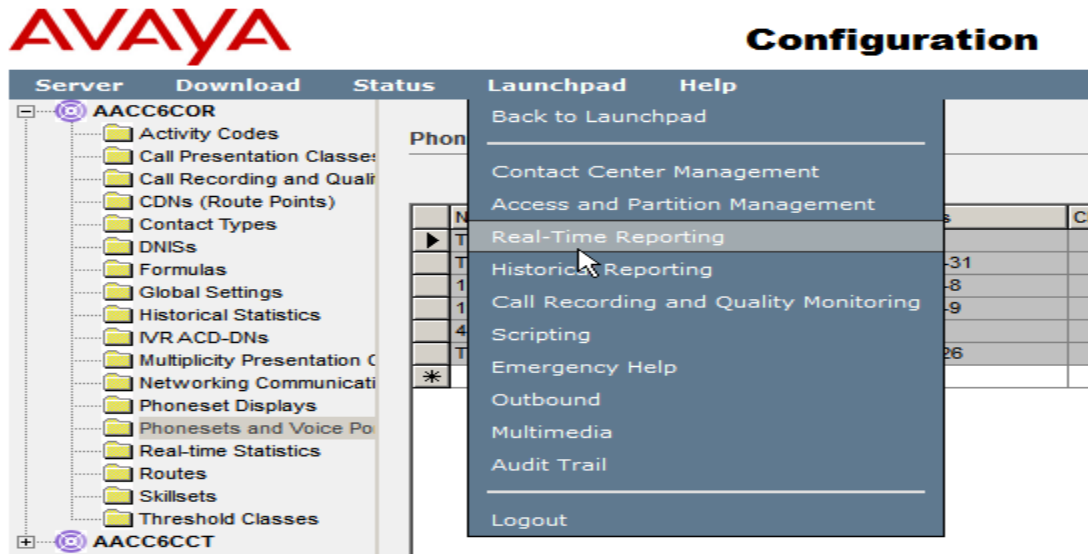 AVAYA
Configuration
Server Download Status Launchpad Help
AACC6COR
Activity Codes
Call Presentation Classes
Call Recording and Quali
CDNs (Route Points)
Contact Types
DNISs
Formulas
Global Settings
Historical Statistics
IVR ACD-DNs
Multiplicity Presentation C
Networking Communicati
Phoneset Displays
Phonesets and Voice Po
Real-time Statistics
Routes
Skillsets
Threshold Classes
AACC6CCT
Phon
N
T
T
1
1
4
T
Back to Launchpad
Contact Center Management
Access and Partition Management
Real-Time Reporting
Historical Reporting
Call Recording and Quality Monitoring
Scripting
Emergency Help
Outbound
Multimedia
Audit Trail
Logout
s C
-31
-8
-9
26